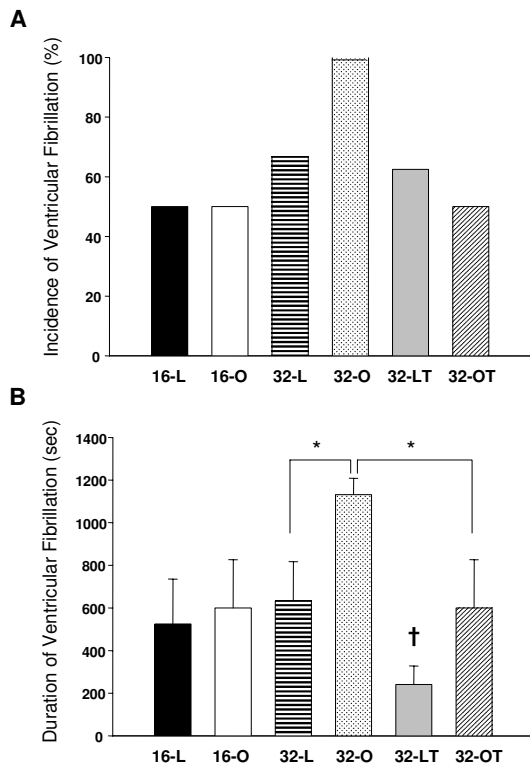 A
Incidence of Ventricular Fibrillation (%)
100
80
60
40
20
0
16-L 16-O 32-L 32-O 32-LT 32-OT
B
Duration of Ventricular Fibrillation (sec)
1400
1200
1000
800
600
400
200
0
* *
†
16-L 16-O 32-L 32-O 32-LT 32-OT